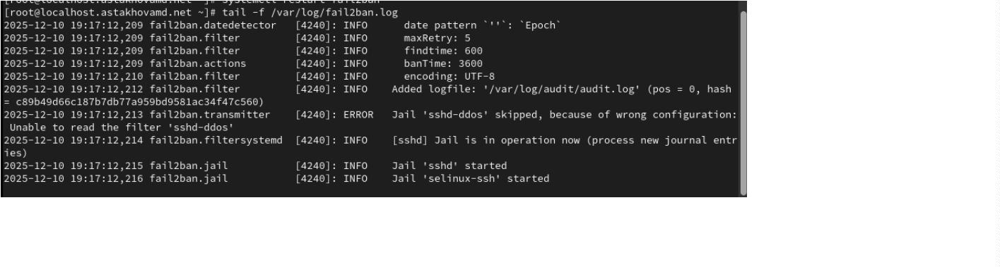 [root@localhost.astakhovamd.net ~]# systemctl restart fail2ban
[root@localhost.astakhovamd.net ~]# tail -f /var/log/fail2ban.log
2025-12-10 19:17:12,209 fail2ban.datedetector   [4240]: INFO      date pattern `''`: `Epoch`
2025-12-10 19:17:12,209 fail2ban.filter         [4240]: INFO      maxRetry: 5
2025-12-10 19:17:12,209 fail2ban.filter         [4240]: INFO      findtime: 600
2025-12-10 19:17:12,209 fail2ban.actions        [4240]: INFO      banTime: 3600
2025-12-10 19:17:12,210 fail2ban.filter         [4240]: INFO      encoding: UTF-8
2025-12-10 19:17:12,212 fail2ban.filter         [4240]: INFO    Added logfile: '/var/log/audit/audit.log' (pos = 0, hash
= c89b49d66c187b7db77a959bd9581ac34f47c560)
2025-12-10 19:17:12,213 fail2ban.transmitter    [4240]: ERROR   Jail 'sshd-ddos' skipped, because of wrong configuration:
 Unable to read the filter 'sshd-ddos'
2025-12-10 19:17:12,214 fail2ban.filtersystemd  [4240]: INFO    [sshd] Jail is in operation now (process new journal entr
ies)
2025-12-10 19:17:12,215 fail2ban.jail           [4240]: INFO    Jail 'sshd' started
2025-12-10 19:17:12,216 fail2ban.jail           [4240]: INFO    Jail 'selinux-ssh' started